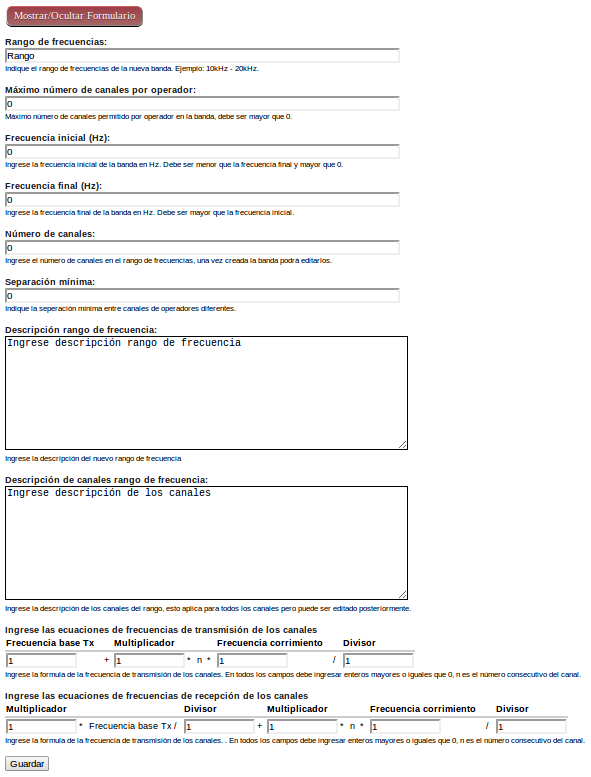 Mostrar/Ocultar Formulario
Rango de frecuencias:
Rango
Indique el rango de frecuencias de la nueva banda. Ejemplo: 10kHz - 20kHz.
Máximo número de canales por operador:
0
Máximo número de canales permitido por operador en la banda, debe ser mayor que 0.
Frecuencia inicial (Hz):
0
Ingrese la frecuencia inicial de la banda en Hz. Debe ser menor que la frecuencia final y mayor que 0.
Frecuencia final (Hz):
0
Ingrese la frecuencia final de la banda en Hz. Debe ser mayor que la frecuencia inicial.
Número de canales:
0
Ingrese el número de canales en el rango de frecuencias, una vez creada la banda podrá editarlos.
Separación mínima:
0
Indique la seperación mínima entre canales de operadores diferentes.
Descripción rango de frecuencia:
Ingrese descripción rango de frecuencia
Ingrese la descripción del nuevo rango de frecuencia
Descripción de canales rango de frecuencia:
Ingrese descripción de los canales
Ingrese la descripción de los canales del rango, esto aplica para todos los canales pero puede ser editado posteriormente.
Ingrese las ecuaciones de frecuencias de transmisión de los canales
Frecuencia base Tx Multiplicador Frecuencia corrimiento Divisor
1 + 1 * n * 1 / 1
Ingrese la formula de la frecuencia de transmisión de los canales. En todos los campos debe ingresar enteros mayores o iguales que 0, n es el número consecutivo del canal.
Ingrese las ecuaciones de frecuencias de recepción de los canales
Multiplicador Divisor Multiplicador Frecuencia corrimiento Divisor
1 * Frecuencia base Tx / 1 + 1 * n * 1 / 1
Ingrese la formula de la frecuencia de transmisión de los canales. . En todos los campos debe ingresar enteros mayores o iguales que 0, n es el número consecutivo del canal.
Guardar